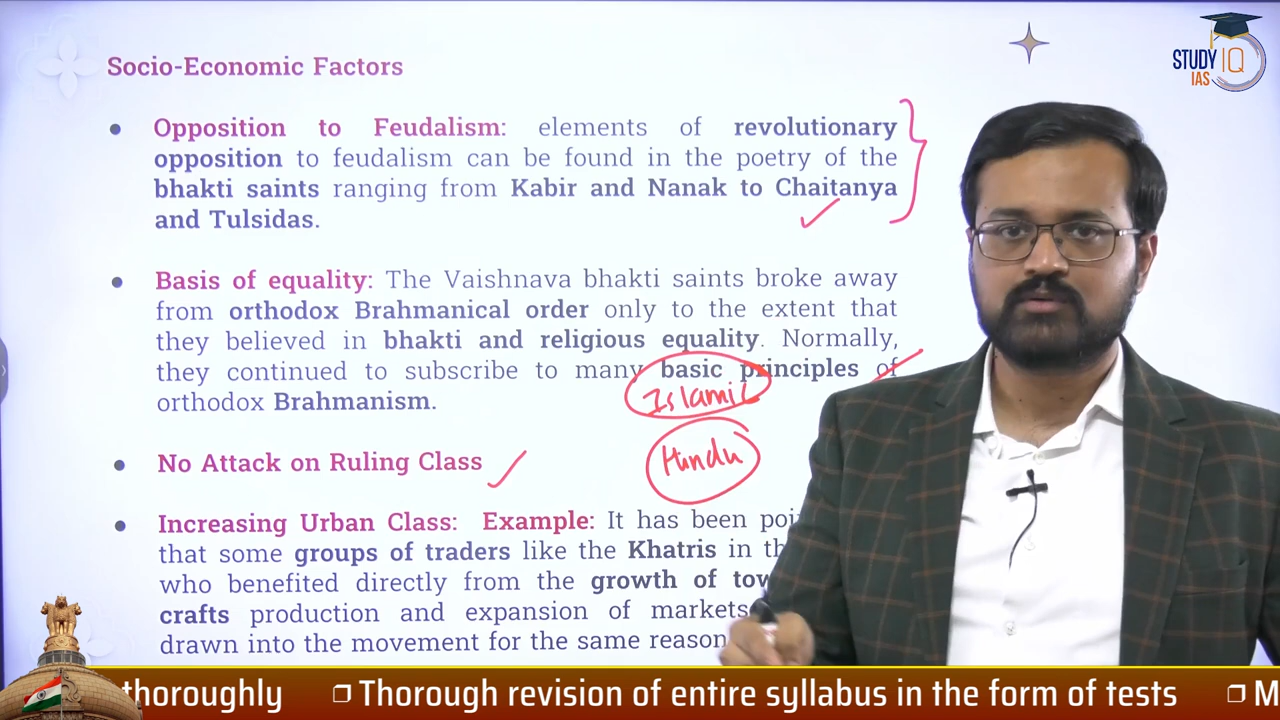 STUDY IQ
IAS
Socio-Economic Factors
Opposition to Feudalism: elements of revolutionary
opposition to feudalism can be found in the poetry of the
bhakti saints ranging from Kabir and Nanak to Chaitanya
and Tulsidas.
Basis of equality: The Vaishnava bhakti saints broke away
from orthodox Brahmanical order only to the extent that
they believed in bhakti and religious equality. Normally,
they continued to subscribe to many basic principles of
orthodox Brahmanism.
Islamic
Hindu
No Attack on Ruling Class
Increasing Urban Class: Example: It has been
that some groups of traders like the Khatris in
who benefited directly from the growth of
crafts production and expansion of markets
drawn into the movement for the same reason
thoroughly ❐ Thorough revision of entire syllabus in the form of tests ❐ M